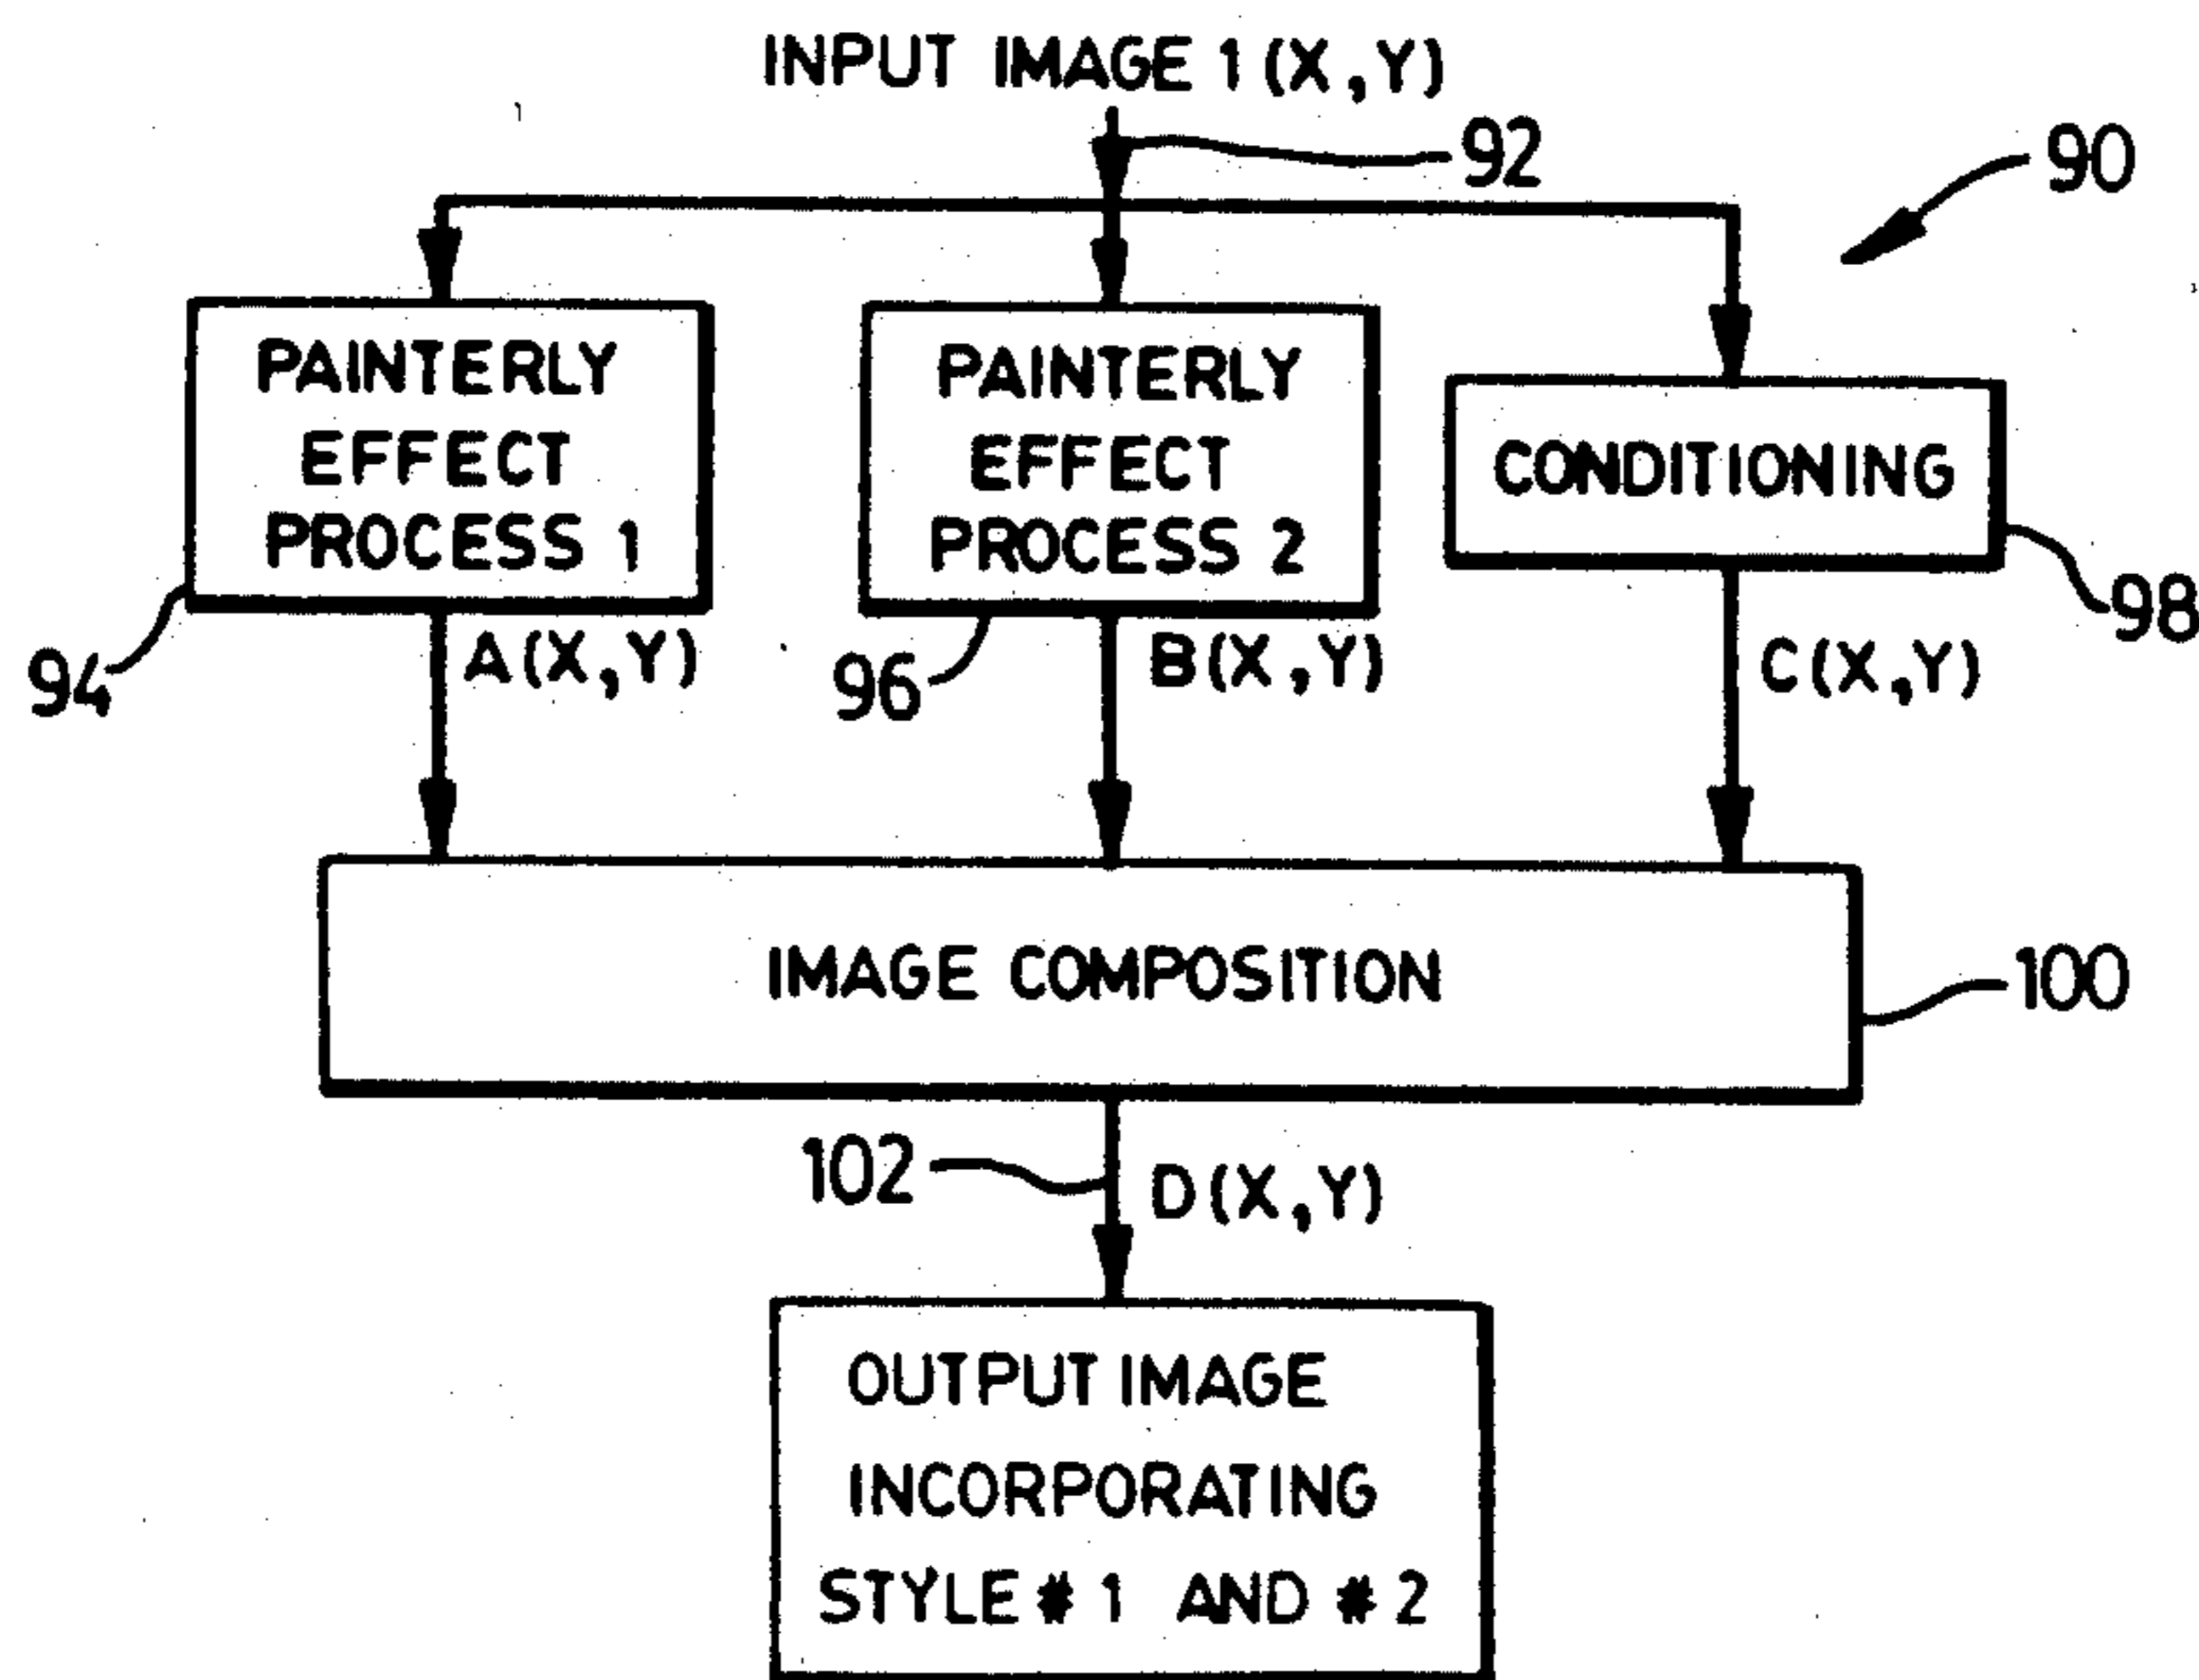 INPUT IMAGE 1(X,Y)
92
90
PAINTERLY
EFFECT
PROCESS 1
PAINTERLY
EFFECT
PROCESS 2
CONDITIONING
94
A(X,Y)
96
B(X,Y)
C(X,Y)
98
IMAGE COMPOSITION
100
102
D(X,Y)
OUTPUT IMAGE
INCORPORATING
STYLE # 1 AND # 2